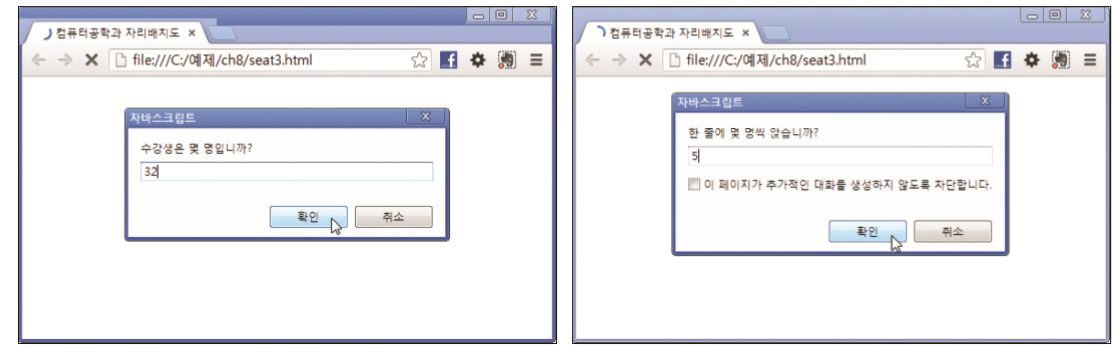 컴퓨터공학과 자리배치도 ×
file:///C:/예제/ch8/seat3.html
자바스크립트
수강생은 몇 명입니까?
32
확인 취소
컴퓨터공학과 자리배치도 ×
file:///C:/예제/ch8/seat3.html
자바스크립트
한 줄에 몇 명씩 앉습니까?
5
이 페이지가 추가적인 대화를 생성하지 않도록 차단합니다.
확인 취소